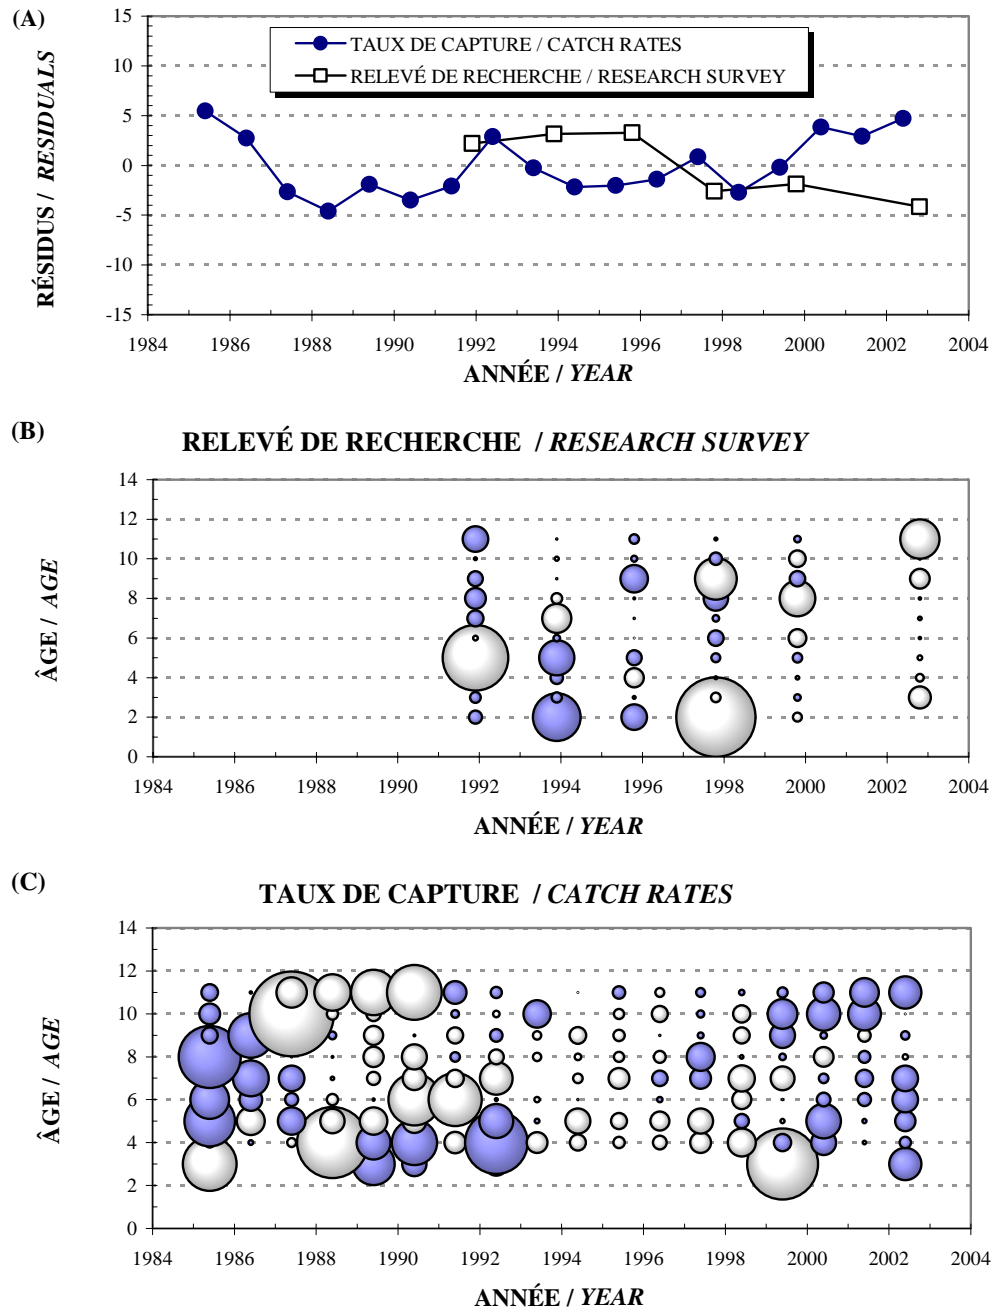 (A)
15
10
5
0
-5
-10
-15
RÉSIDUS / RESIDUALS
TAUX DE CAPTURE / CATCH RATES
RELEVÉ DE RECHERCHE / RESEARCH SURVEY
1984 1986 1988 1990 1992 1994 1996 1998 2000 2002 2004
ANNÉE / YEAR
(B)
RELEVÉ DE RECHERCHE / RESEARCH SURVEY
14
12
10
8
6
4
2
0
ÂGE / AGE
1984 1986 1988 1990 1992 1994 1996 1998 2000 2002 2004
ANNÉE / YEAR
(C)
TAUX DE CAPTURE / CATCH RATES
14
12
10
8
6
4
2
0
ÂGE / AGE
1984 1986 1988 1990 1992 1994 1996 1998 2000 2002 2004
ANNÉE / YEAR